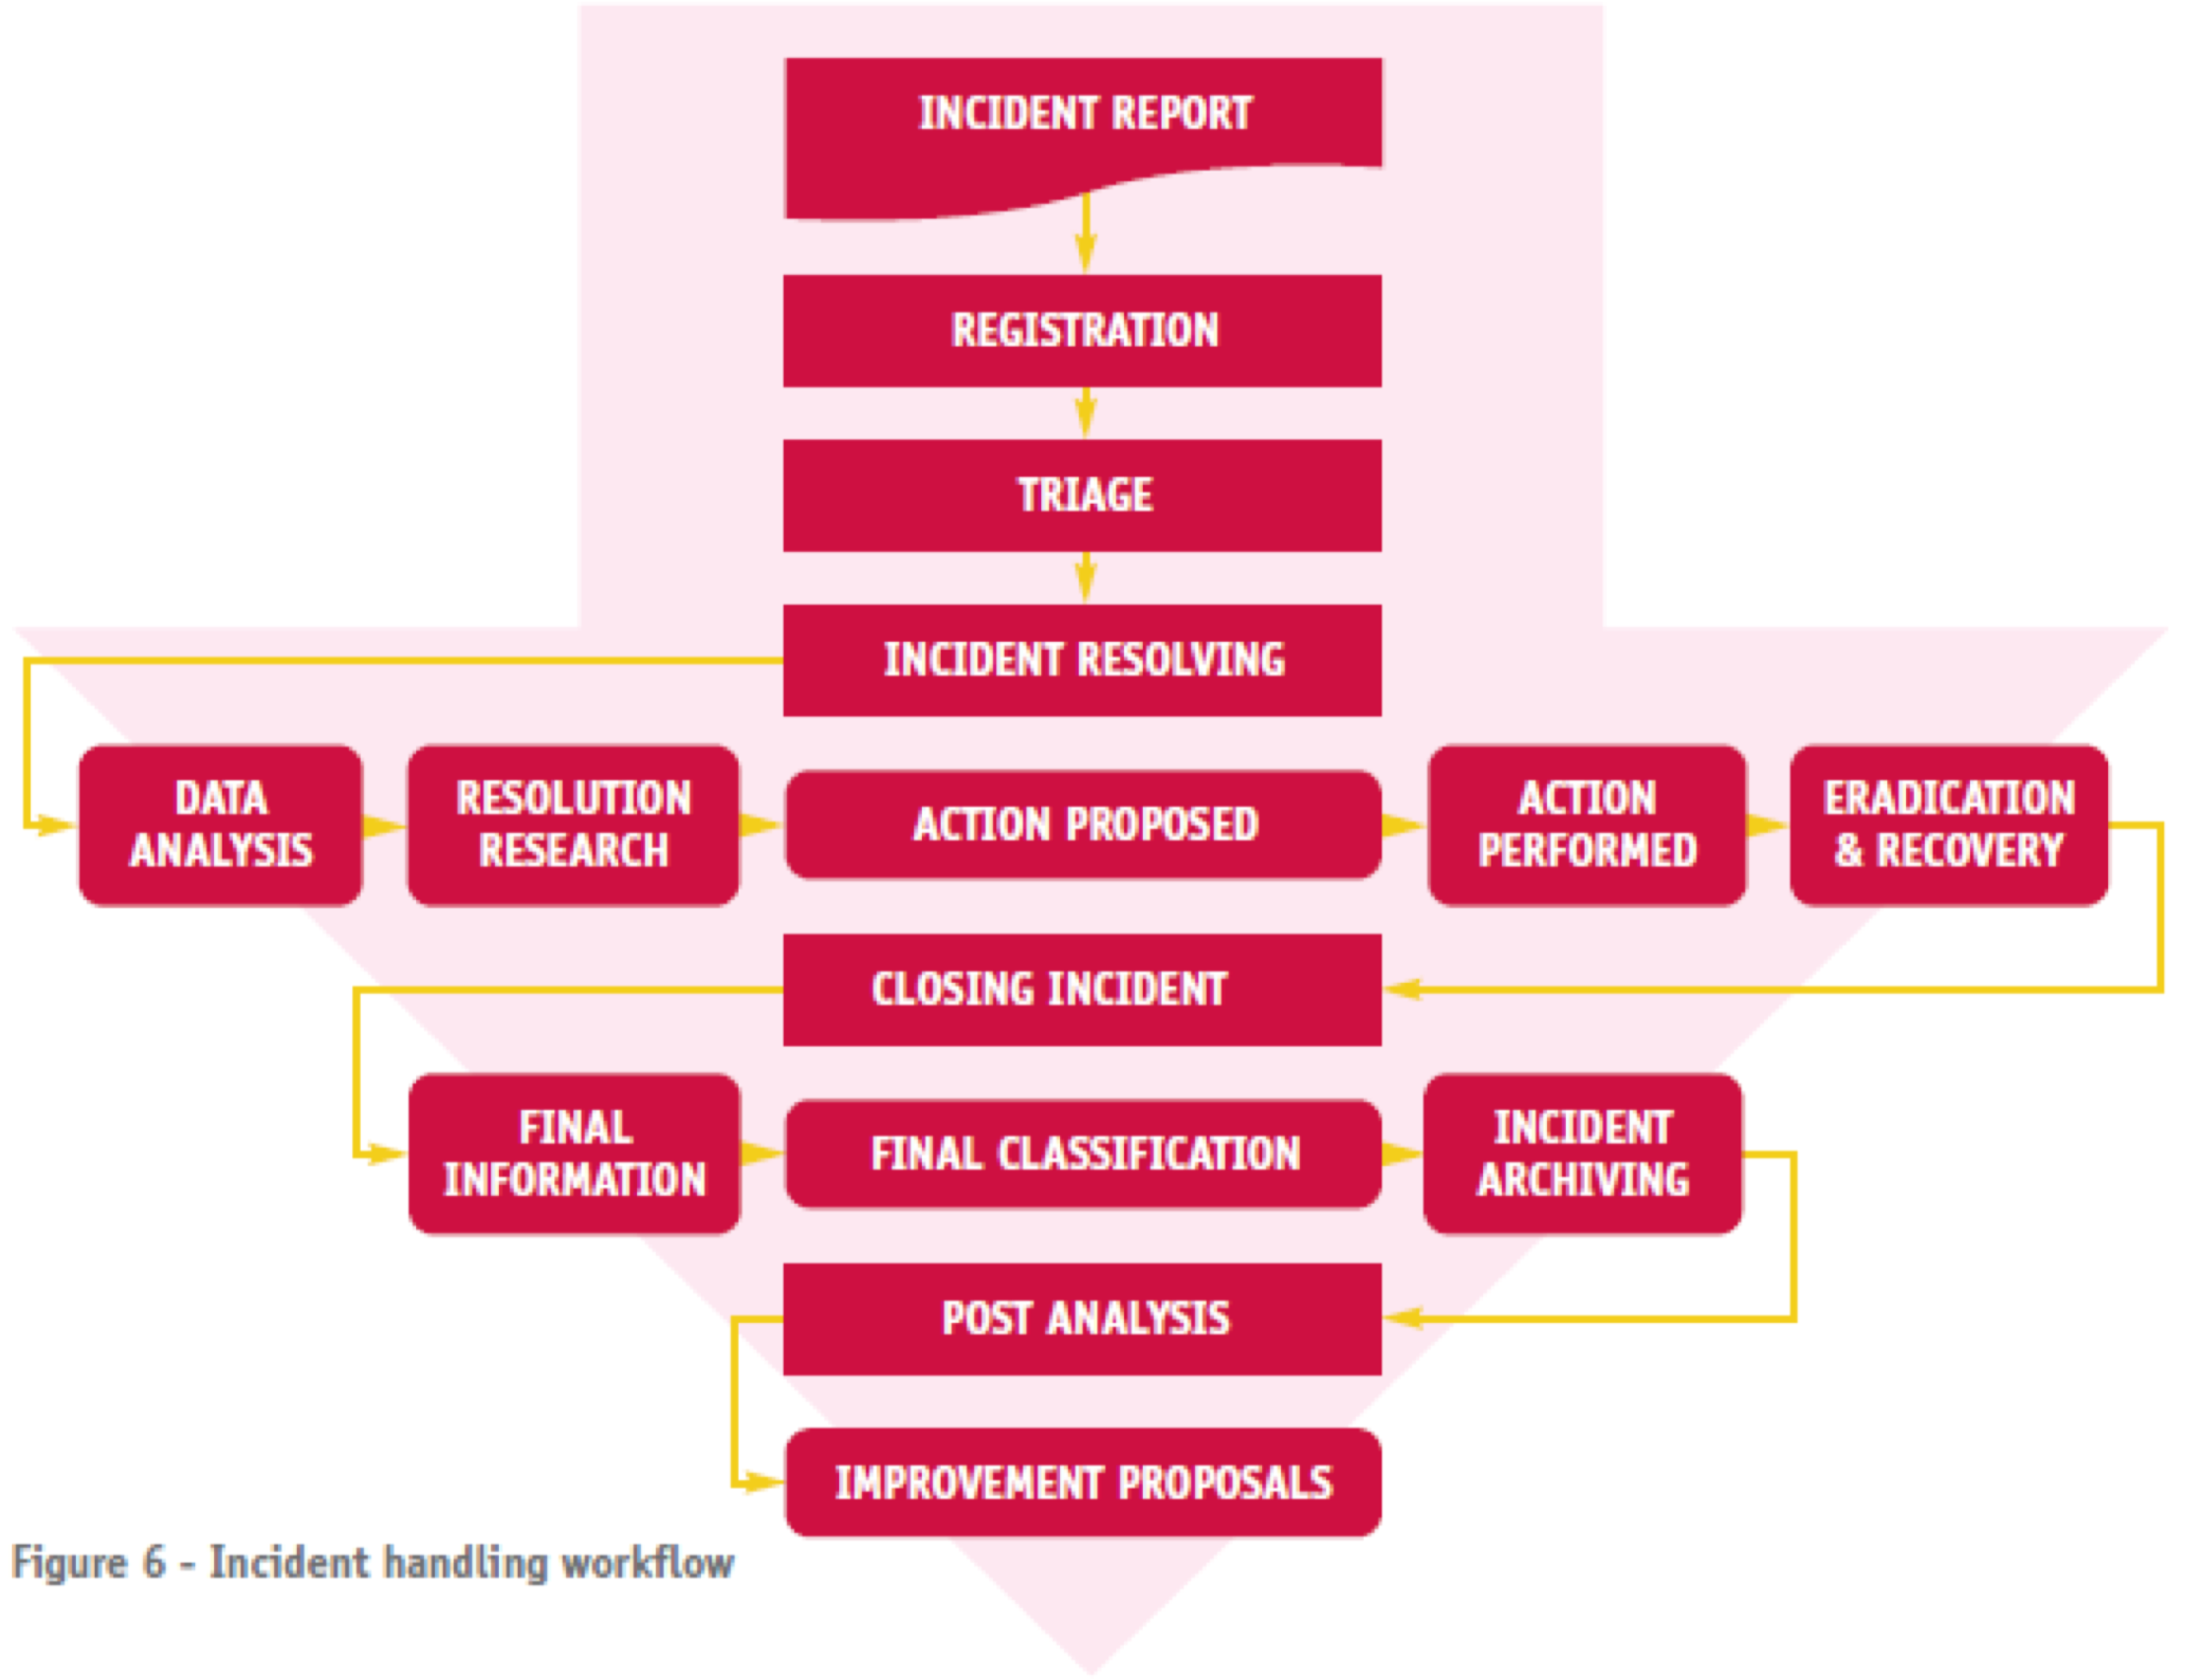 INCIDENT REPORT
REGISTRATION
TRIAGE
INCIDENT RESOLVING
DATA
ANALYSIS
RESOLUTION
RESEARCH
ACTION PROPOSED
ACTION
PERFORMED
ERADICATION
& RECOVERY
CLOSING INCIDENT
FINAL
INFORMATION
FINAL CLASSIFICATION
INCIDENT
ARCHIVING
POST ANALYSIS
IMPROVEMENT PROPOSALS
Figure 6 - Incident handling workflow